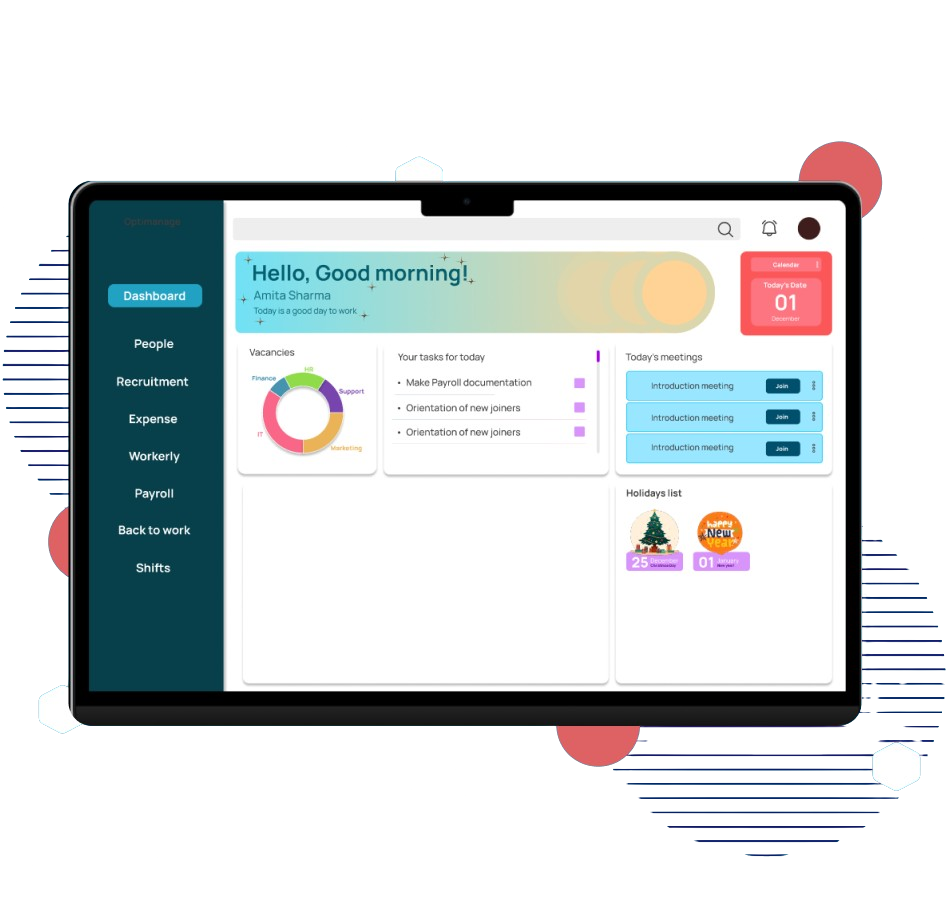 Optimanage
Dashboard
People
Recruitment
Expense
Workerly
Payroll
Back to work
Shifts
Hello, Good morning!
Amita Sharma
Today is a good day to work
Calendar
Today's Date
01
December
Vacancies
HR
Finance
Support
IT
Marketing
Your tasks for today
• Make Payroll documentation
• Orientation of new joiners
• Orientation of new joiners
Today's meetings
Introduction meeting Join
Introduction meeting Join
Introduction meeting Join
Holidays list
happy
New
Year
25 December
01 January
New year!